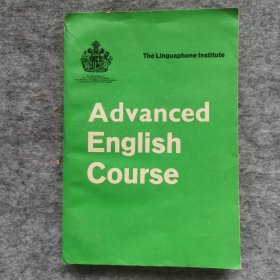 The Linguaphone Institute
Advanced
English
Course